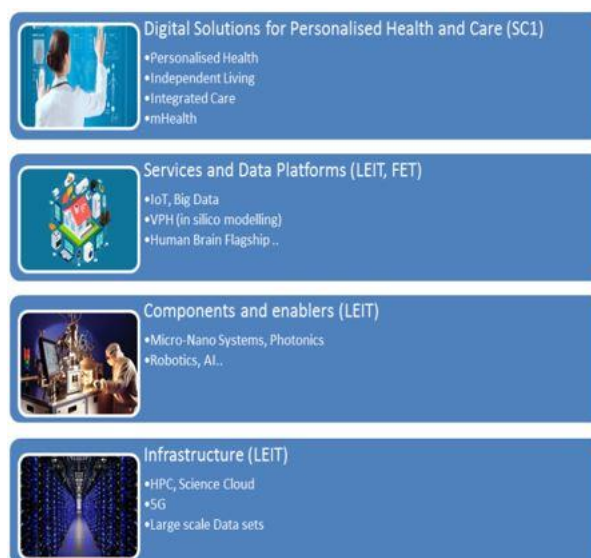 Digital Solutions for Personalised Health and Care (SC1)
•Personalised Health
•Independent Living
•Integrated Care
•mHealth
Services and Data Platforms (LEIT, FET)
•IoT, Big Data
•VPH (in silico modelling)
•Human Brain Flagship ..
Components and enablers (LEIT)
•Micro-Nano Systems, Photonics
•Robotics, AI..
Infrastructure (LEIT)
•HPC, Science Cloud
•5G
•Large scale Data sets